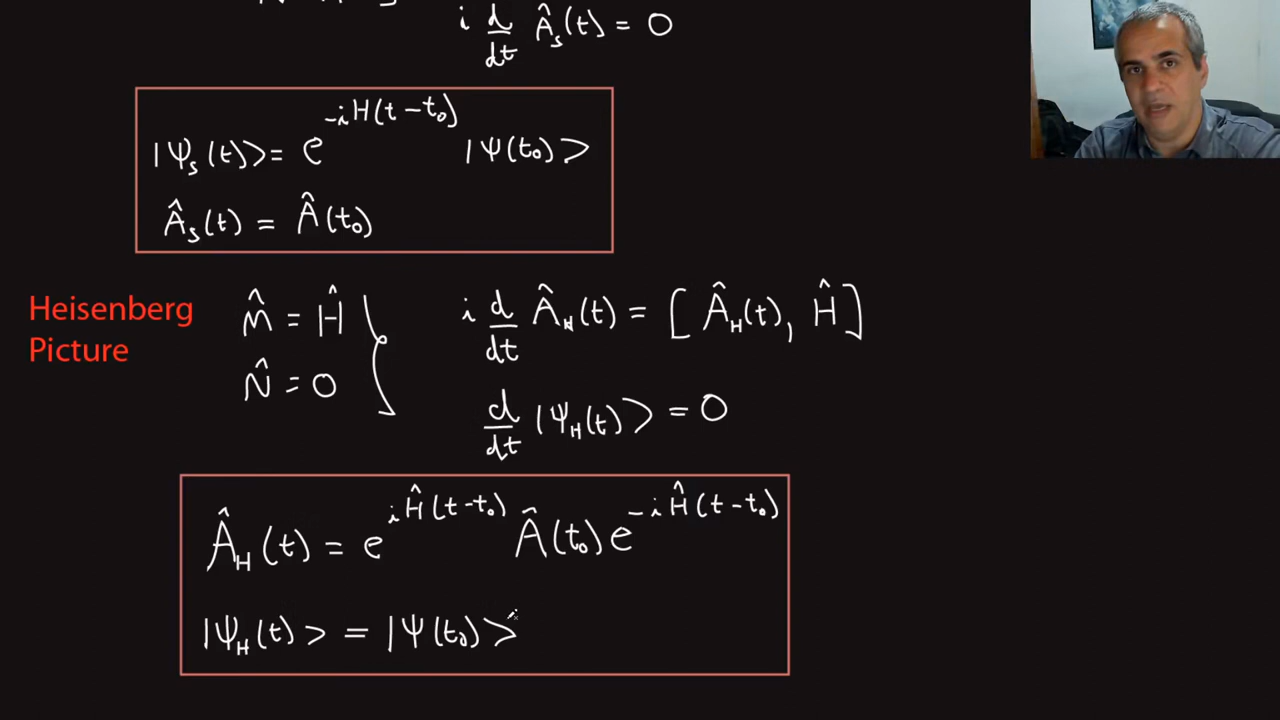 i d/dt Â_S(t) = 0
|Ψ_S(t)> = e^{-iH(t-t₀)} |Ψ(t₀)>
Â_S(t) = Â(t₀)
Heisenberg
Picture
M̂ = Ĥ
N̂ = 0
i d/dt Â_H(t) = [Â_H(t), Ĥ]
d/dt |Ψ_H(t)> = 0
Â_H(t) = e^{iĤ(t-t₀)} Â(t₀) e^{-iĤ(t-t₀)}
|Ψ_H(t)> = |Ψ(t₀)>